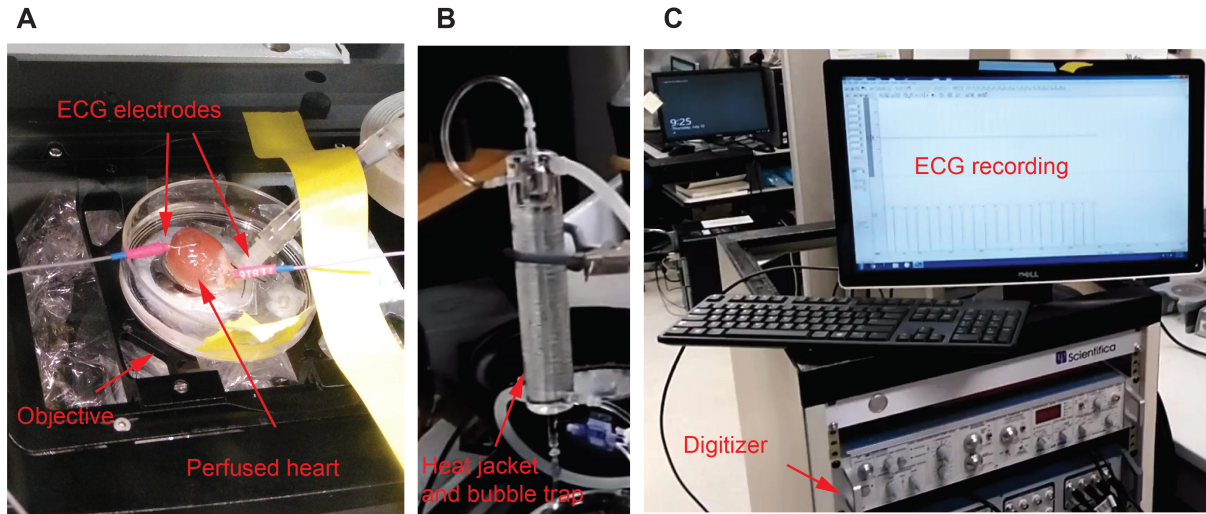 A
B
C
ECG electrodes
Objective
Perfused heart
Heat jacket
and bubble trap
9:25
ECG recording
DELL
Scientifica
Digitizer